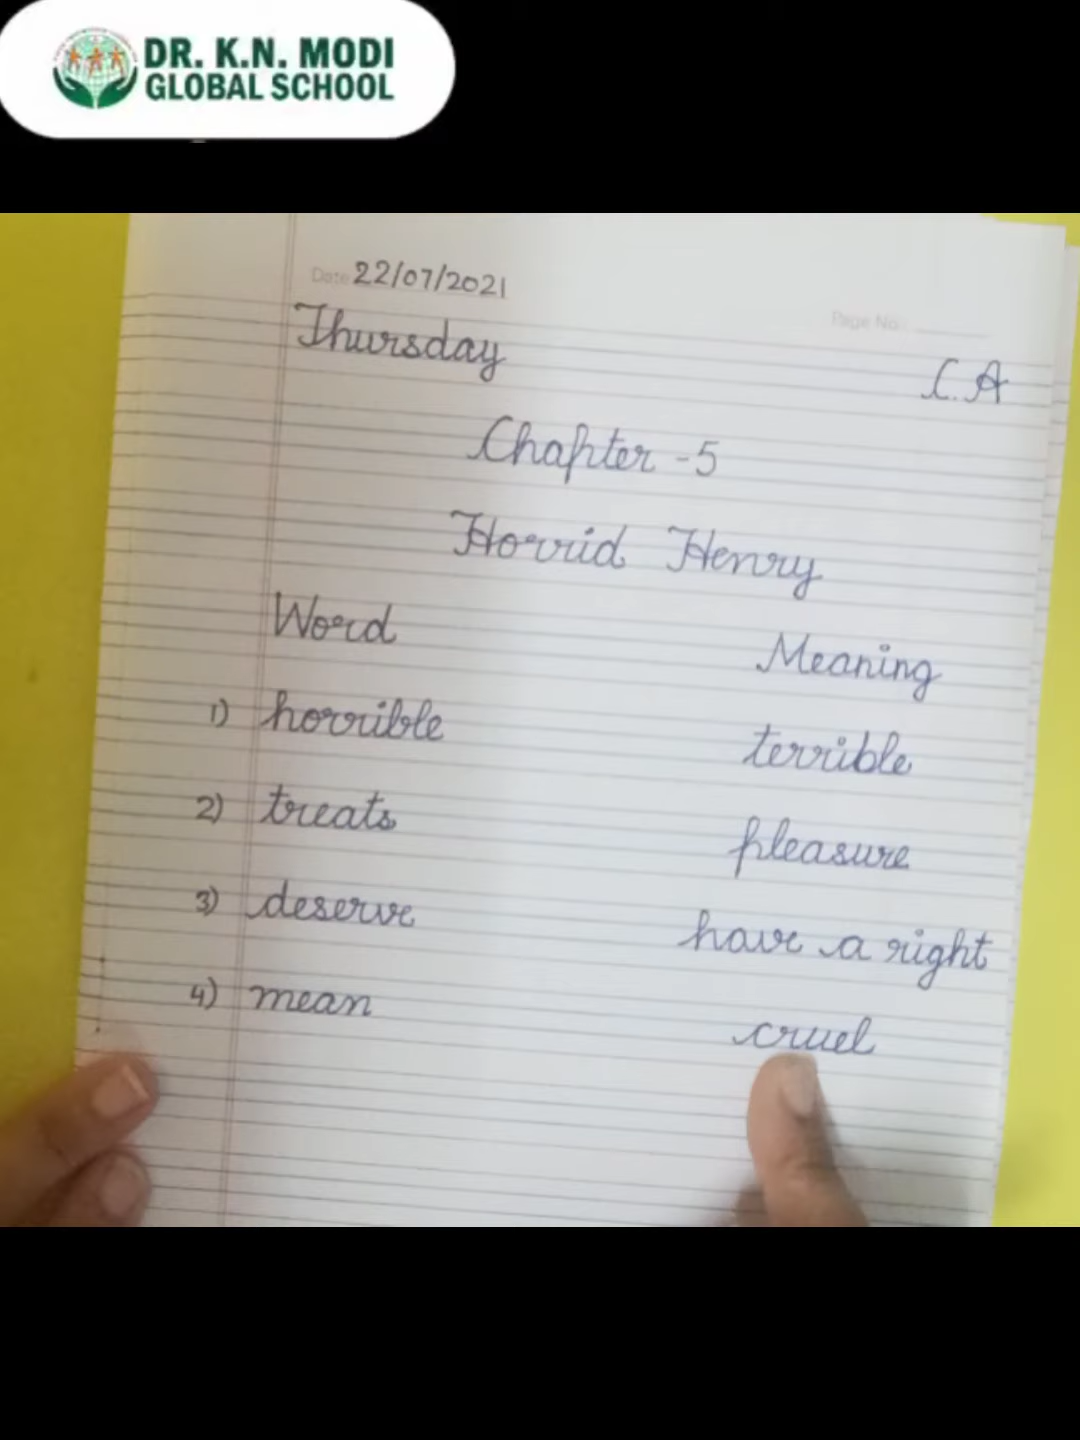 DR. K.N. MODI
GLOBAL SCHOOL
Date 22/07/2021
Page No.:
Thursday
C.A
Chapter - 5
Horrid Henry
Word Meaning
1) horrible terrible
2) treats pleasure
3) deserve have a right
4) mean cruel